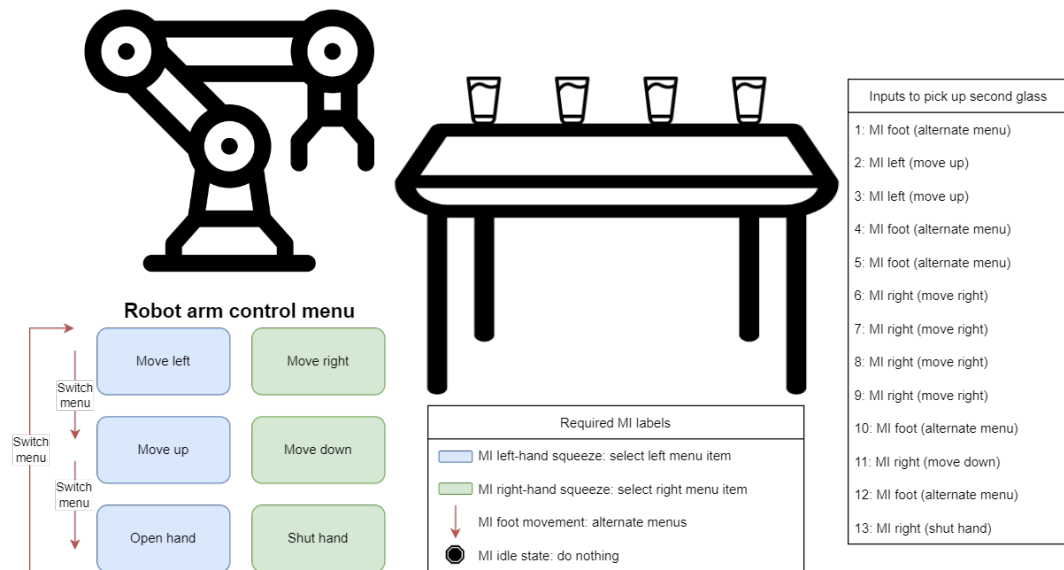 Robot arm control menu
Move left
Move right
Switch
menu
Switch
menu
Move up
Move down
Switch
menu
Open hand
Shut hand
Required MI labels
MI left-hand squeeze: select left menu item
MI right-hand squeeze: select right menu item
MI foot movement: alternate menus
MI idle state: do nothing
Inputs to pick up second glass
1: MI foot (alternate menu)
2: MI left (move up)
3: MI left (move up)
4: MI foot (alternate menu)
5: MI foot (alternate menu)
6: MI right (move right)
7: MI right (move right)
8: MI right (move right)
9: MI right (move right)
10: MI foot (alternate menu)
11: MI right (move down)
12: MI foot (alternate menu)
13: MI right (shut hand)